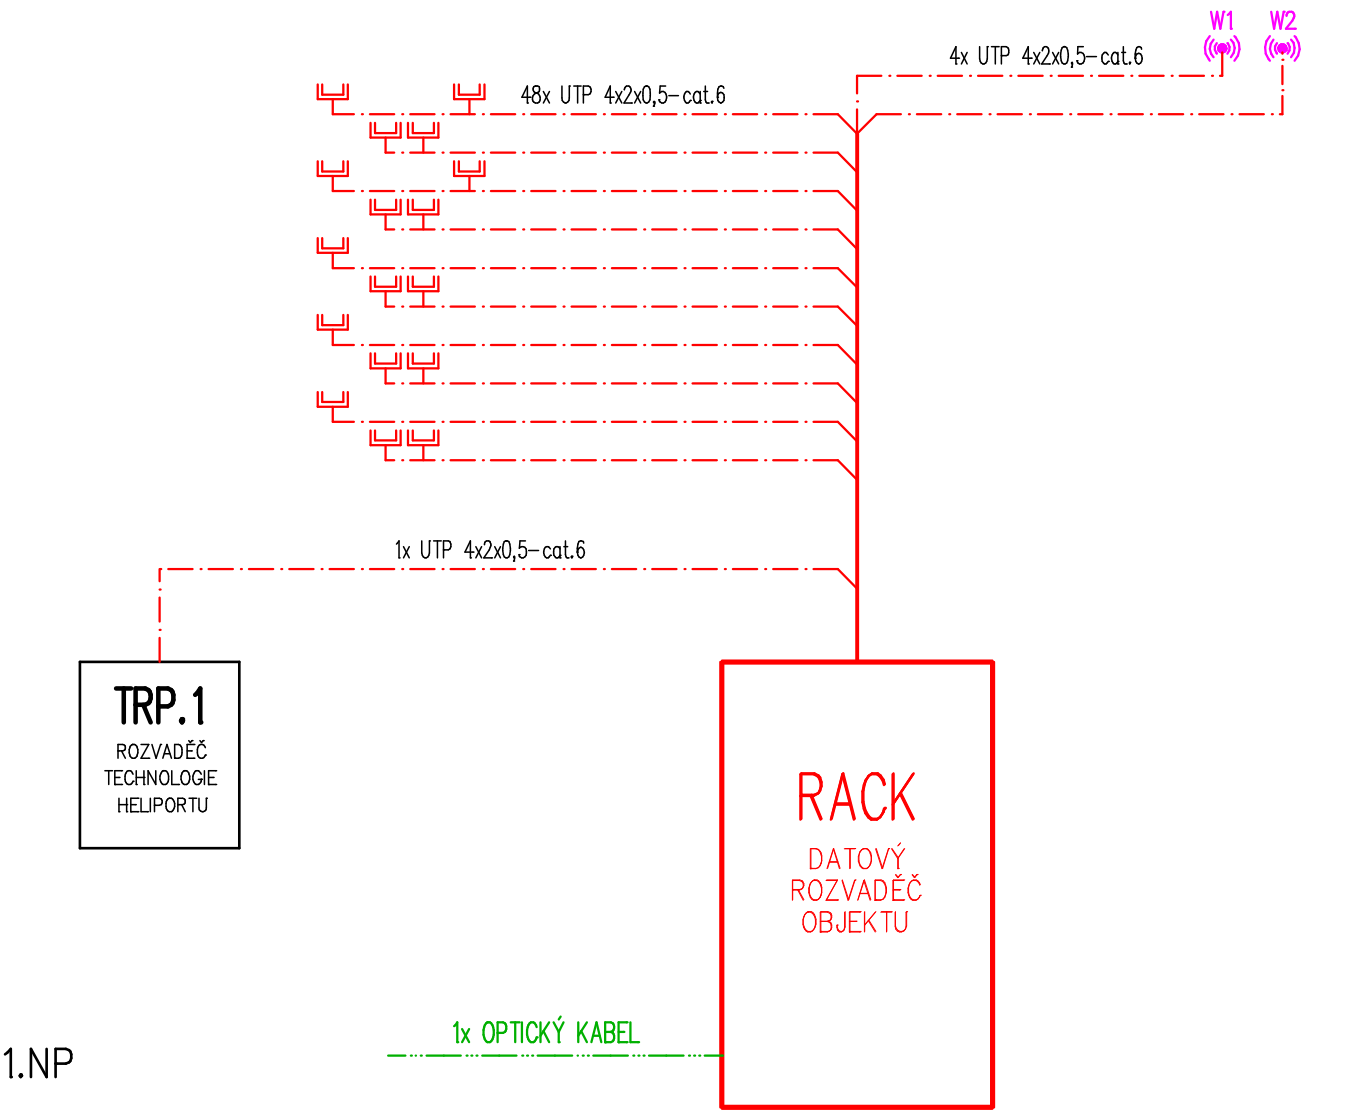 W1 W2
4x UTP 4x2x0,5-cat.6
48x UTP 4x2x0,5-cat.6
1x UTP 4x2x0,5-cat.6
TRP.1
ROZVADĚČ
TECHNOLOGIE
HELIPORTU
RACK
DATOVÝ
ROZVADĚČ
OBJEKTU
1x OPTICKÝ KABEL
1.NP